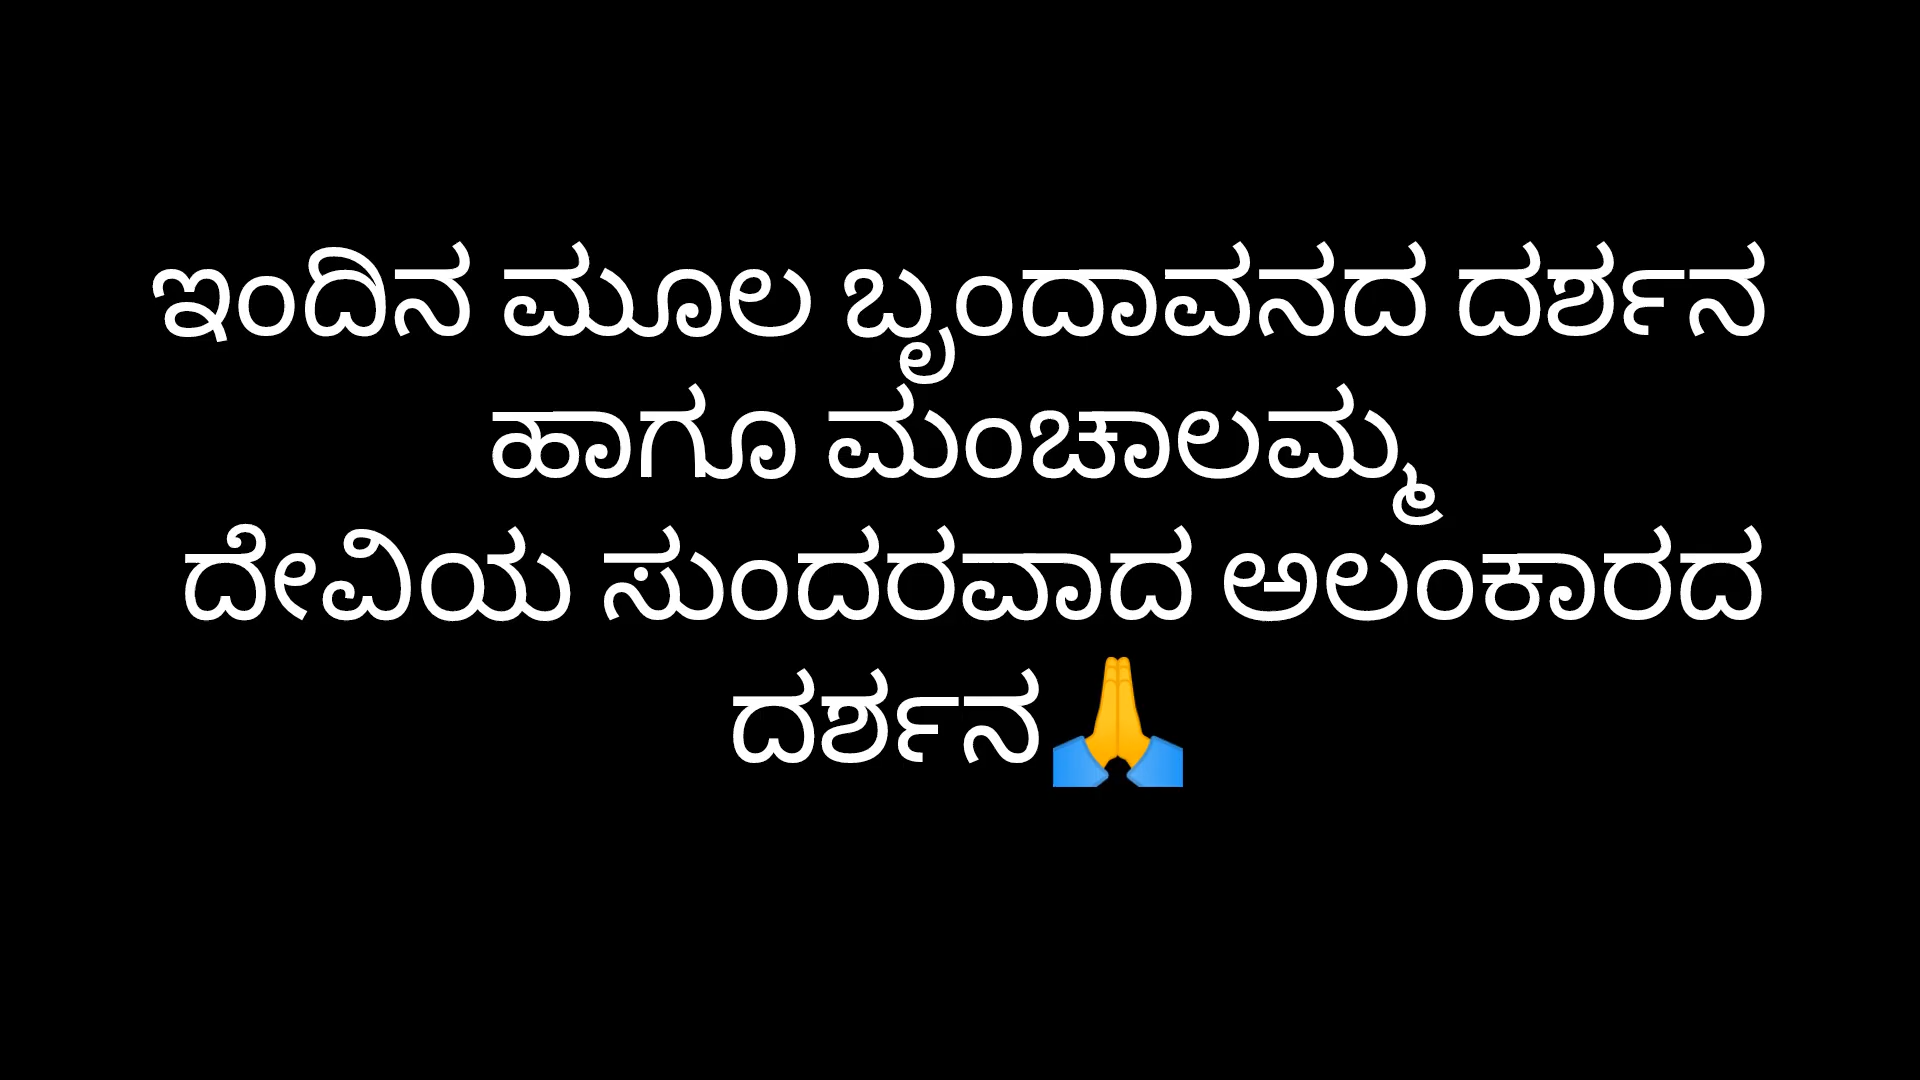 ಇಂದಿನ ಮೂಲ ಬೃಂದಾವನದ ದರ್ಶನ
ಹಾಗೂ ಮಂಚಾಲಮ್ಮ
ದೇವಿಯ ಸುಂದರವಾದ ಅಲಂಕಾರದ
ದರ್ಶನ🙏